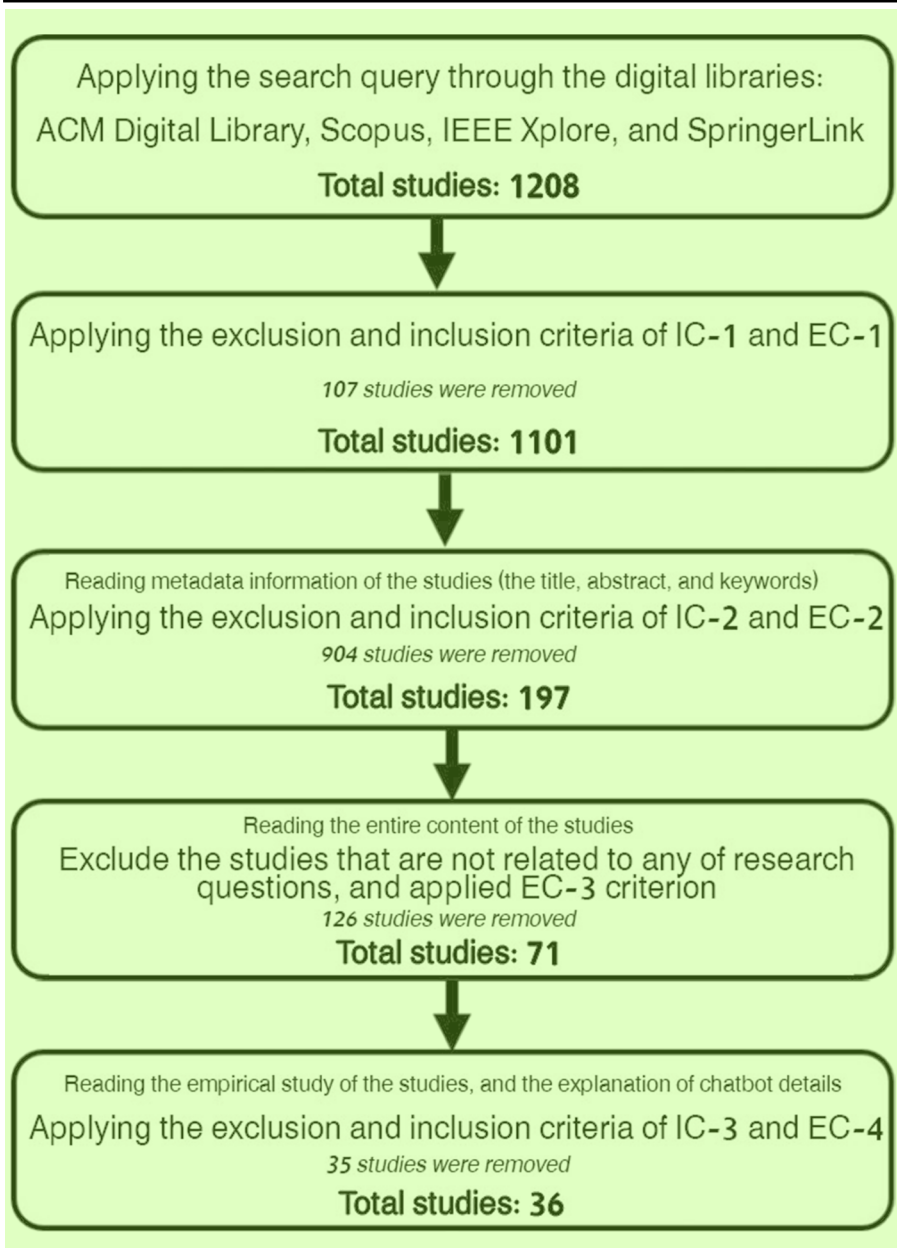 Applying the search query through the digital libraries:
ACM Digital Library, Scopus, IEEE Xplore, and SpringerLink
Total studies: 1208
Applying the exclusion and inclusion criteria of IC-1 and EC-1
107 studies were removed
Total studies: 1101
Reading metadata information of the studies (the title, abstract, and keywords)
Applying the exclusion and inclusion criteria of IC-2 and EC-2
904 studies were removed
Total studies: 197
Reading the entire content of the studies
Exclude the studies that are not related to any of research
questions, and applied EC-3 criterion
126 studies were removed
Total studies: 71
Reading the empirical study of the studies, and the explanation of chatbot details
Applying the exclusion and inclusion criteria of IC-3 and EC-4
35 studies were removed
Total studies: 36